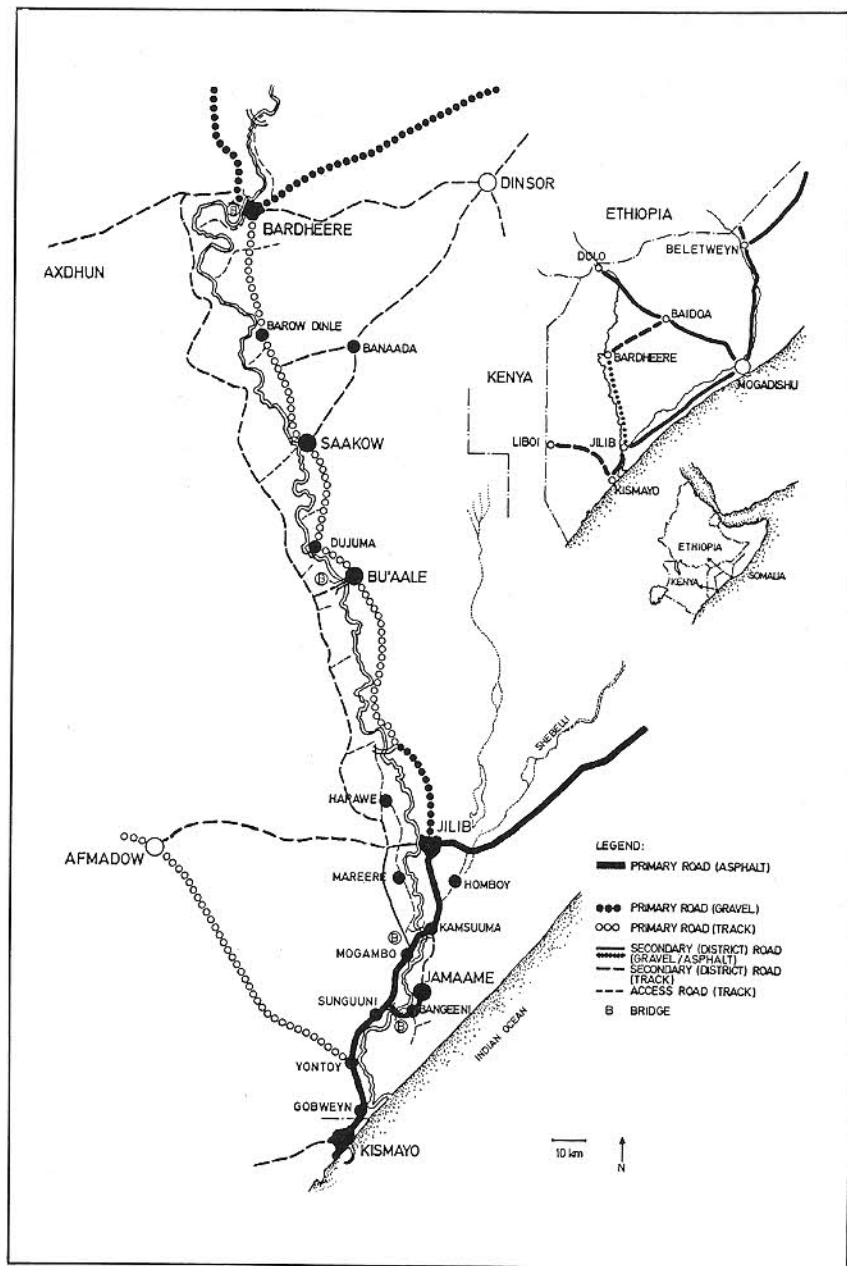 DINSOR
BARDHEERE
B
AXDHUN
BAROW DINLE
BANAADA
SAAKOW
DUJUMA
B
BU'AALE
ETHIOPIA
DOLO
BELETWEYN
BAIDOA
BARDHEERE
KENYA
MOGADISHU
LIBOI
JILIB
KISMAYO
ETHIOPIA
KENYA
SOMALIA
SHEBELLI
HARAWE
JILIB
AFMADOW
MAREERE
HOMBOY
KAMSUUMA
B
MOGAMBO
JAMAAME
SUNGUUNI
BANGEENI
B
YONTOY
GOBWEYN
KISMAYO
INDIAN OCEAN
LEGEND:
PRIMARY ROAD (ASPHALT)
PRIMARY ROAD (GRAVEL)
PRIMARY ROAD (TRACK)
SECONDARY (DISTRICT) ROAD
(GRAVEL/ASPHALT)
SECONDARY (DISTRICT) ROAD
(TRACK)
ACCESS ROAD (TRACK)
B BRIDGE
10 km
N